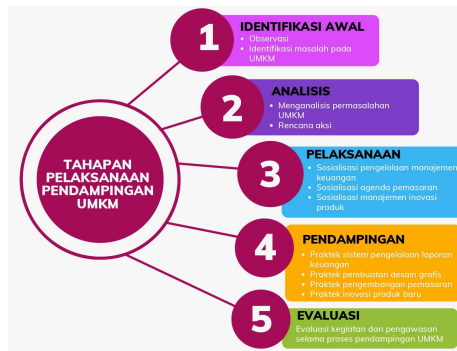 TAHAPAN
PELAKSANAAN
PENDAMPINGAN
UMKM
1
IDENTIFIKASI AWAL
• Observasi
• Identifikasi masalah pada
UMKM
2
ANALISIS
• Menganalisis permasalahan
UMKM
• Rencana aksi
3
PELAKSANAAN
• Sosialisasi pengelolaan manajemen
keuangan
• Sosialisasi agenda pemasaran
• Sosialisasi manajemen inovasi
produk
4
PENDAMPINGAN
• Praktek sistem pengelolaan laporan
keuangan
• Praktek pembuatan desain grafis
• Praktek pengembangan pemasaran
• Praktek inovasi produk baru
5
EVALUASI
Evaluasi kegiatan dan pengawasan
selama proses pendampingan UMKM